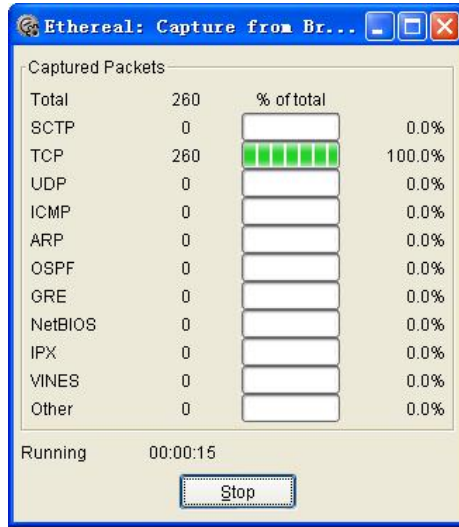 Ethereal: Capture from Br...
Captured Packets
Total 260 % of total
SCTP 0 0.0%
TCP 260 100.0%
UDP 0 0.0%
ICMP 0 0.0%
ARP 0 0.0%
OSPF 0 0.0%
GRE 0 0.0%
NetBIOS 0 0.0%
IPX 0 0.0%
VINES 0 0.0%
Other 0 0.0%
Running 00:00:15
Stop